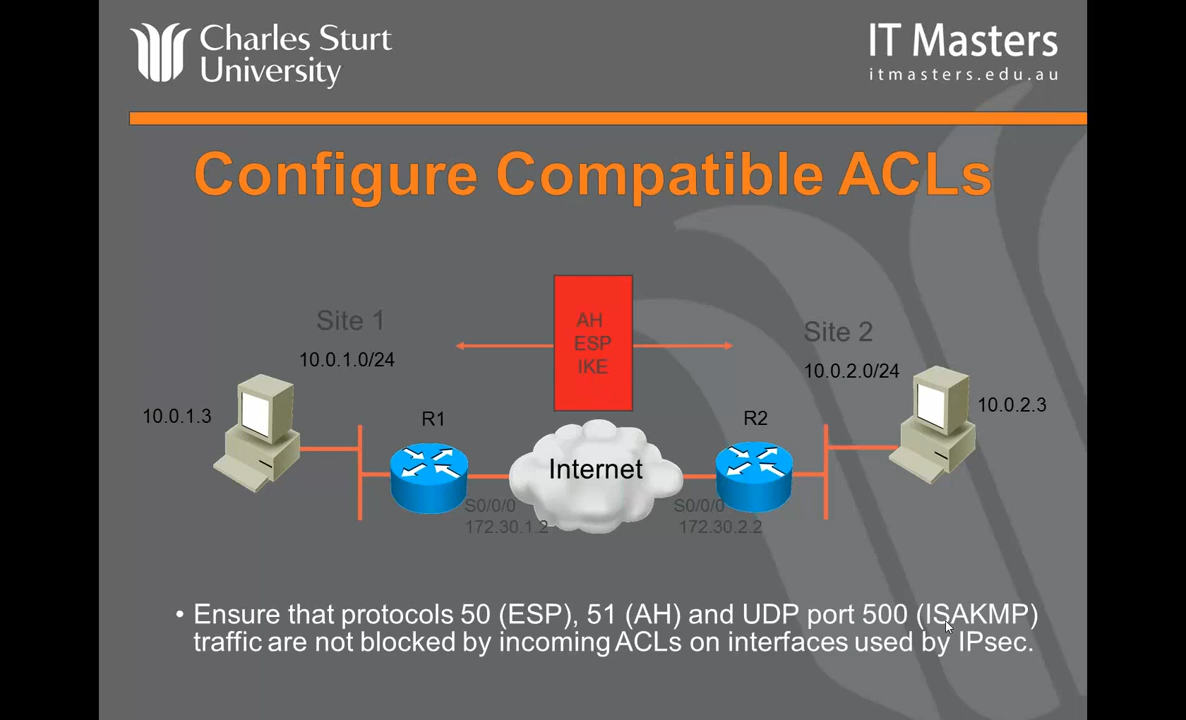 Charles Sturt
University
IT Masters
itmasters.edu.au
Configure Compatible ACLs
Site 1
10.0.1.0/24
10.0.1.3
R1
AH
ESP
IKE
Site 2
10.0.2.0/24
10.0.2.3
R2
Internet
S0/0/0
172.30.1.2
S0/0/0
172.30.2.2
• Ensure that protocols 50 (ESP), 51 (AH) and UDP port 500 (ISAKMP)
traffic are not blocked by incoming ACLs on interfaces used by IPsec.